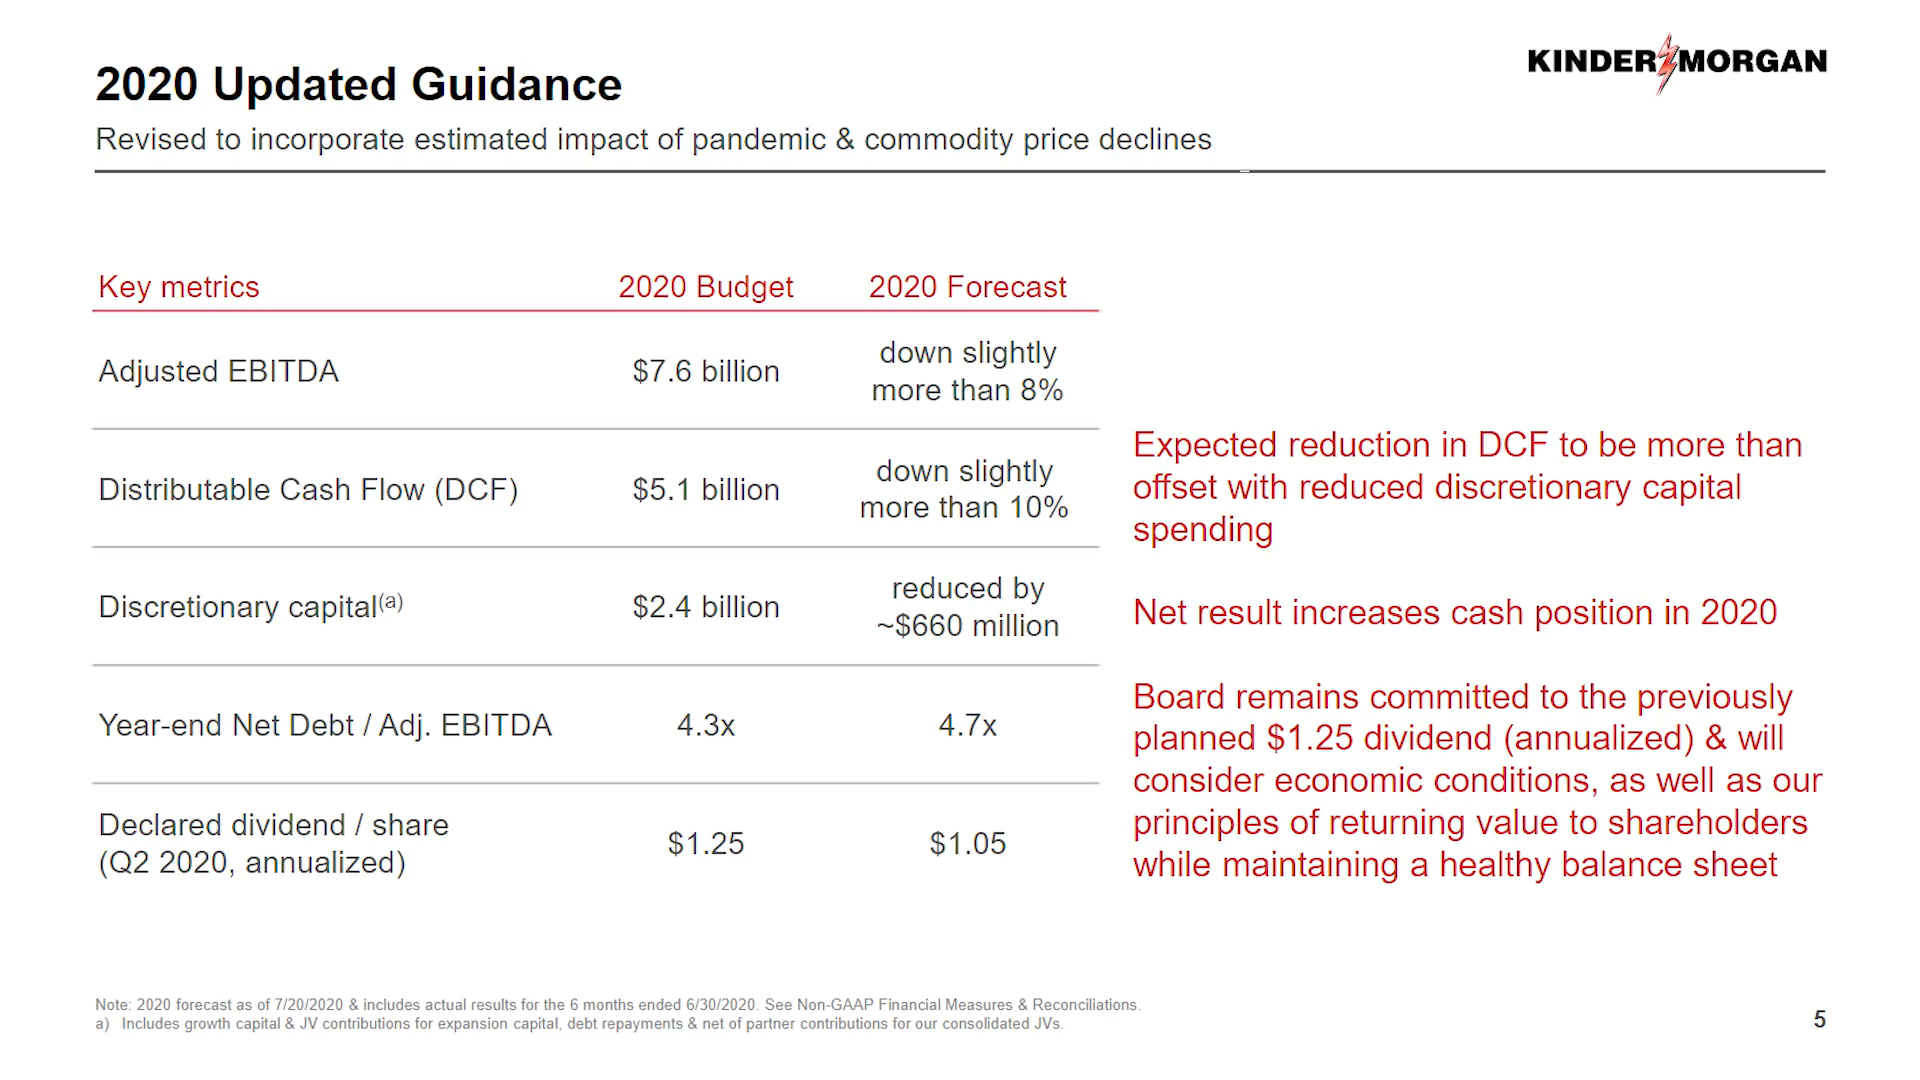 KINDER MORGAN
2020 Updated Guidance
Revised to incorporate estimated impact of pandemic & commodity price declines
Key metrics 2020 Budget 2020 Forecast
Adjusted EBITDA $7.6 billion down slightly more than 8%
Distributable Cash Flow (DCF) $5.1 billion down slightly more than 10%
Discretionary capital(a) $2.4 billion reduced by ~$660 million
Year-end Net Debt / Adj. EBITDA 4.3x 4.7x
Declared dividend / share (Q2 2020, annualized) $1.25 $1.05
Expected reduction in DCF to be more than
offset with reduced discretionary capital
spending
Net result increases cash position in 2020
Board remains committed to the previously
planned $1.25 dividend (annualized) & will
consider economic conditions, as well as our
principles of returning value to shareholders
while maintaining a healthy balance sheet
Note: 2020 forecast as of 7/20/2020 & includes actual results for the 6 months ended 6/30/2020. See Non-GAAP Financial Measures & Reconciliations.
a) Includes growth capital & JV contributions for expansion capital, debt repayments & net of partner contributions for our consolidated JVs.
5